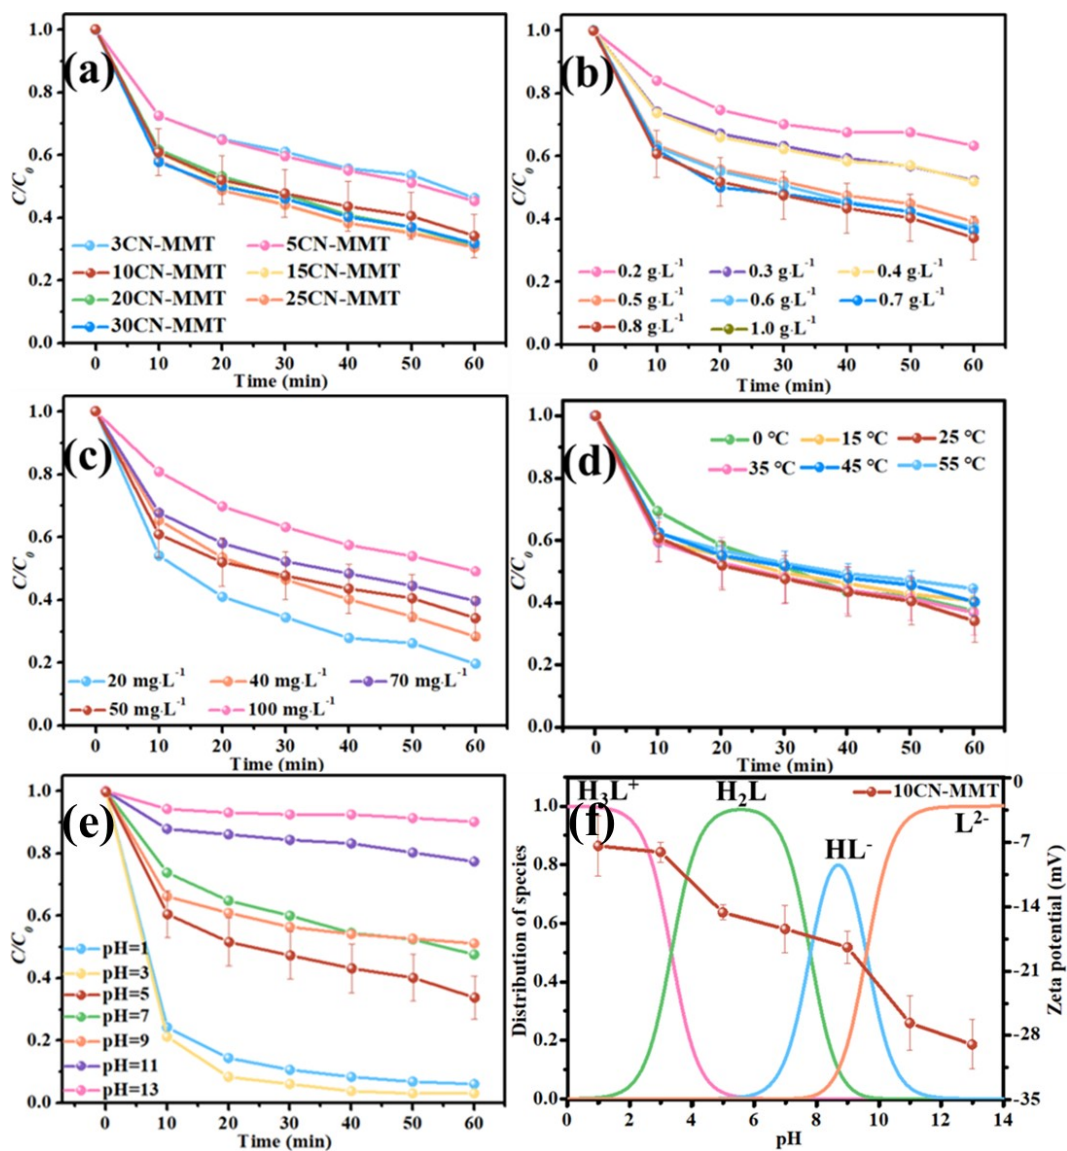 (a)
C/C0
1.0
0.8
0.6
0.4
0.2
0.0
3CN-MMT 5CN-MMT
10CN-MMT 15CN-MMT
20CN-MMT 25CN-MMT
30CN-MMT
0 10 20 30 40 50 60
Time (min)
(b)
C/C0
1.0
0.8
0.6
0.4
0.2
0.0
0.2 g·L-1 0.3 g·L-1 0.4 g·L-1
0.5 g·L-1 0.6 g·L-1 0.7 g·L-1
0.8 g·L-1 1.0 g·L-1
0 10 20 30 40 50 60
Time (min)
(c)
C/C0
1.0
0.8
0.6
0.4
0.2
0.0
20 mg·L-1 40 mg·L-1 70 mg·L-1
50 mg·L-1 100 mg·L-1
0 10 20 30 40 50 60
Time (min)
(d)
C/C0
1.0
0.8
0.6
0.4
0.2
0.0
0 °C 15 °C 25 °C
35 °C 45 °C 55 °C
0 10 20 30 40 50 60
Time (min)
(e)
C/C0
1.0
0.8
0.6
0.4
0.2
0.0
pH=1
pH=3
pH=5
pH=7
pH=9
pH=11
pH=13
0 10 20 30 40 50 60
Time (min)
(f)
Distribution of species
1.0
0.8
0.6
0.4
0.2
0.0
H3L+ H2L HL- L2-
10CN-MMT
0
-7
-14
-21
-28
-35
Zeta potential (mV)
0 2 4 6 8 10 12 14
pH